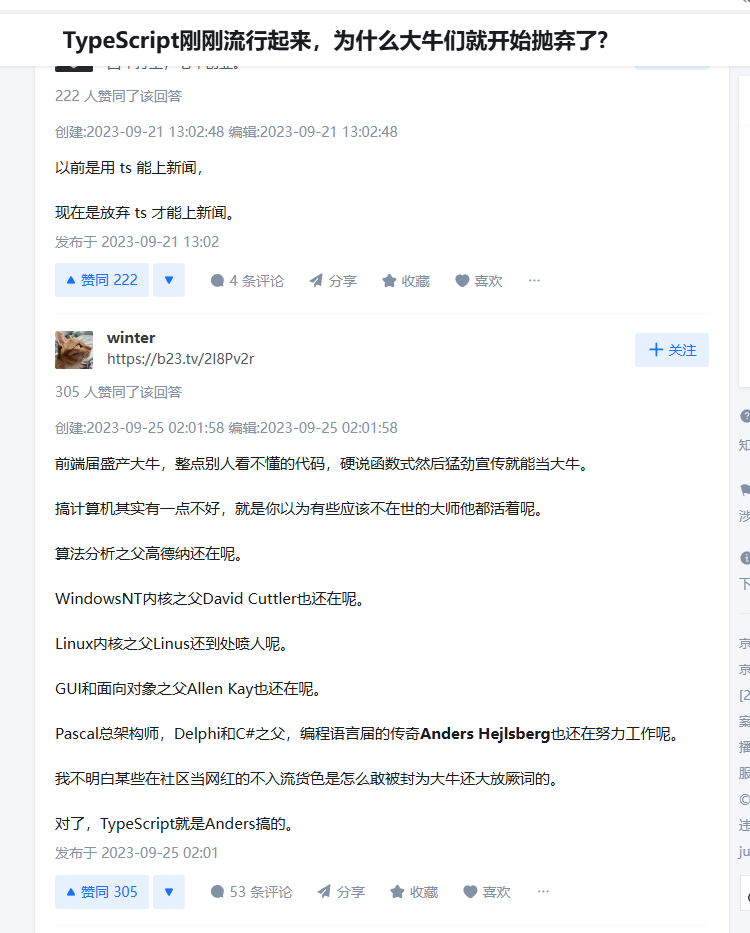 TypeScript刚刚流行起来，为什么大牛们就开始抛弃了?
222 人赞同了该回答
创建:2023-09-21 13:02:48 编辑:2023-09-21 13:02:48
以前是用 ts 能上新闻，
现在是放弃 ts 才能上新闻。
发布于 2023-09-21 13:02
赞同 222
4 条评论
分享
收藏
喜欢
winter
https://b23.tv/2I8Pv2r
关注
305 人赞同了该回答
创建:2023-09-25 02:01:58 编辑:2023-09-25 02:01:58
前端届盛产大牛，整点别人看不懂的代码，硬说函数式然后猛劲宣传就能当大牛。
搞计算机其实有一点不好，就是你以为有些应该不在世的大师他都活着呢。
算法分析之父高德纳还在呢。
WindowsNT内核之父David Cuttler也还在呢。
Linux内核之父Linus还到处喷人呢。
GUI和面向对象之父Allen Kay也还在呢。
Pascal总架构师，Delphi和C#之父，编程语言届的传奇Anders Hejlsberg也还在努力工作呢。
我不明白某些在社区当网红的不入流货色是怎么敢被封为大牛还大放厥词的。
对了，TypeScript就是Anders搞的。
发布于 2023-09-25 02:01
赞同 305
53 条评论
分享
收藏
喜欢
知
涉
下
京
京
[2
案
播
服
©
违
ju